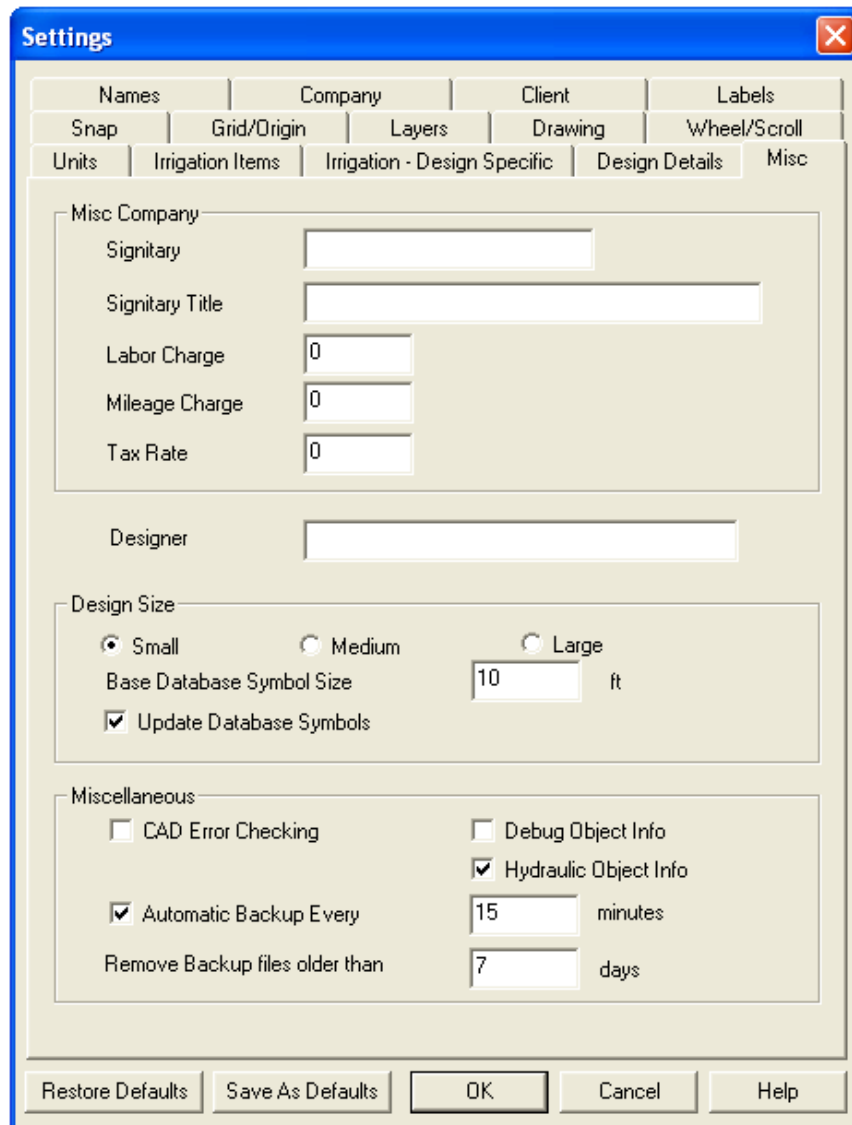 Settings
Names Company Client Labels
Snap Grid/Origin Layers Drawing Wheel/Scroll
Units Irrigation Items Irrigation - Design Specific Design Details Misc
Misc Company
Signitary
Signitary Title
Labor Charge 0
Mileage Charge 0
Tax Rate 0
Designer
Design Size
Small Medium Large
Base Database Symbol Size 10 ft
Update Database Symbols
Miscellaneous
CAD Error Checking Debug Object Info
Hydraulic Object Info
Automatic Backup Every 15 minutes
Remove Backup files older than 7 days
Restore Defaults Save As Defaults OK Cancel Help